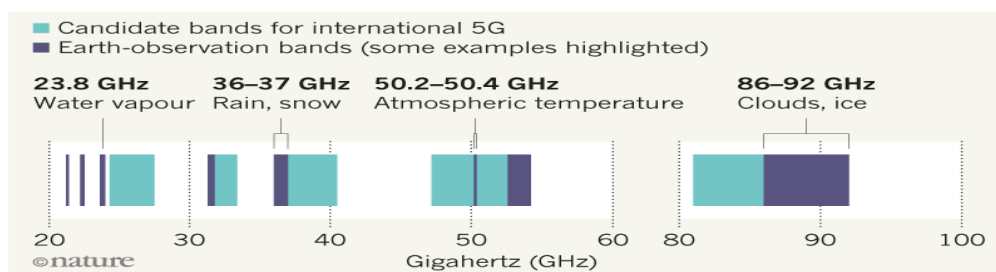 Candidate bands for international 5G
Earth-observation bands (some examples highlighted)
23.8 GHz
Water vapour
36–37 GHz
Rain, snow
50.2–50.4 GHz
Atmospheric temperature
86–92 GHz
Clouds, ice
20 30 40 50 60 80 90 100
©nature
Gigahertz (GHz)